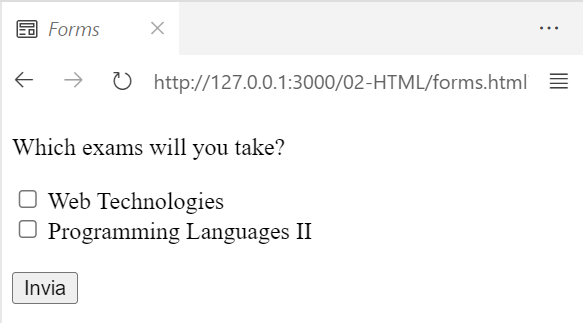 Forms
http://127.0.0.1:3000/02-HTML/forms.html
Which exams will you take?
Web Technologies
Programming Languages II
Invia